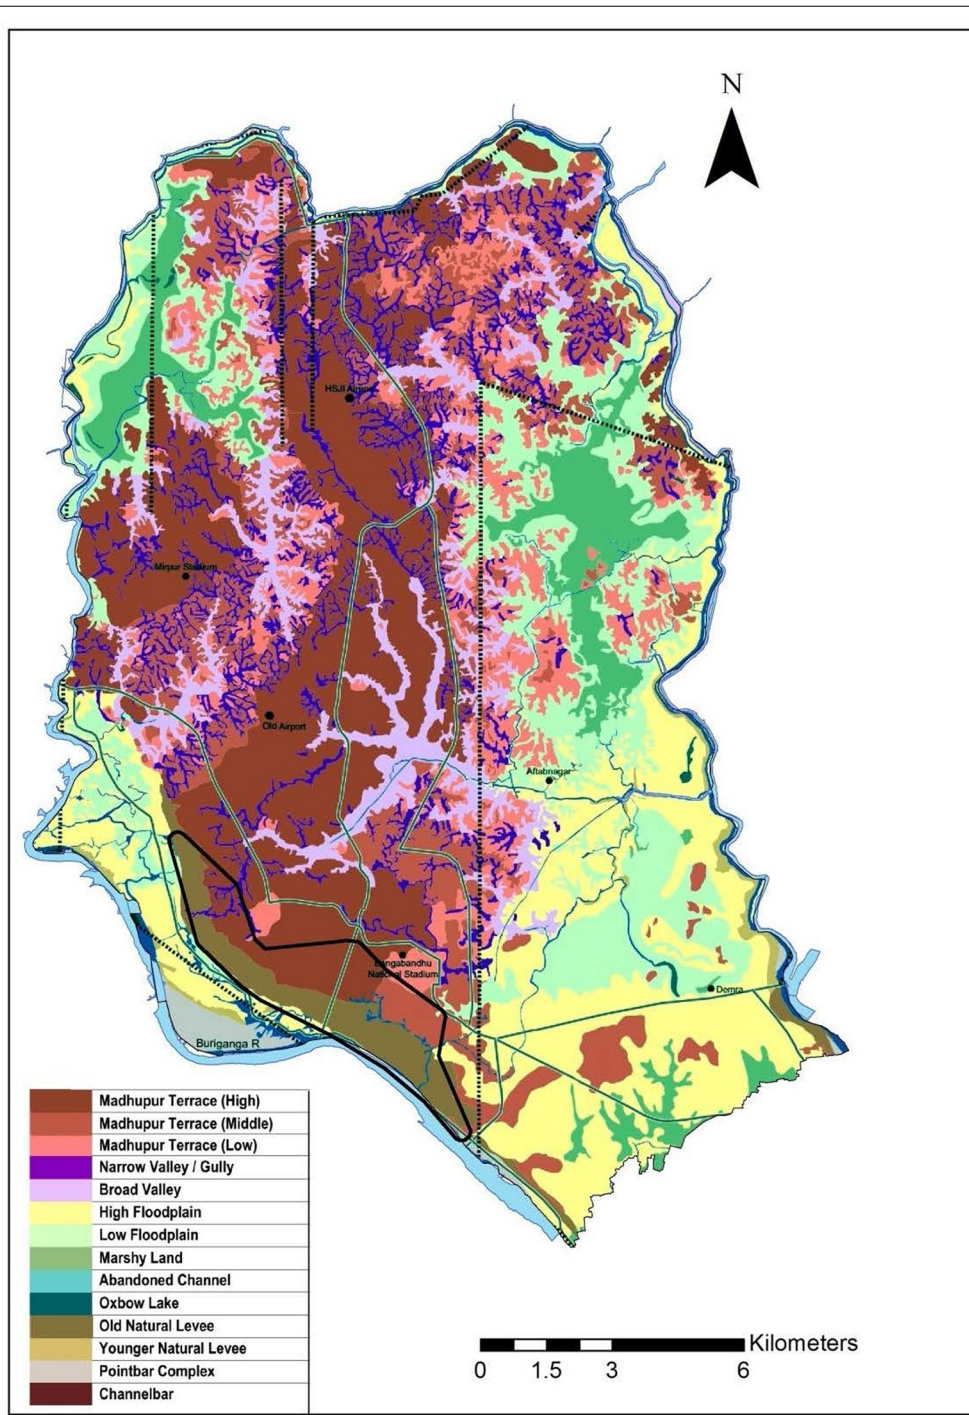 N
HSJI Airport
Mirpur Stadium
Old Airport
Aftabnagar
Bangabandhu
National Stadium
Demra
Buriganga R
Madhupur Terrace (High)
Madhupur Terrace (Middle)
Madhupur Terrace (Low)
Narrow Valley / Gully
Broad Valley
High Floodplain
Low Floodplain
Marshy Land
Abandoned Channel
Oxbow Lake
Old Natural Levee
Younger Natural Levee
Pointbar Complex
Channelbar
Kilometers
0 1.5 3 6